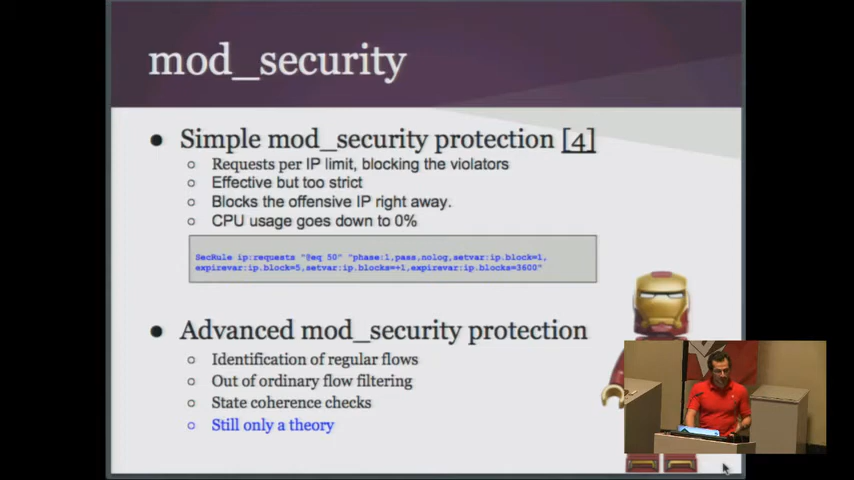 mod_security
● Simple mod_security protection [4]
○ Requests per IP limit, blocking the violators
○ Effective but too strict
○ Blocks the offensive IP right away.
○ CPU usage goes down to 0%
SecRule ip:requests "@eq 50" "phase:1,pass,nolog,setvar:ip.block=1,
expirevar:ip.block=5,setvar:ip.blocks=+1,expirevar:ip.blocks=3600"
● Advanced mod_security protection
○ Identification of regular flows
○ Out of ordinary flow filtering
○ State coherence checks
○ Still only a theory